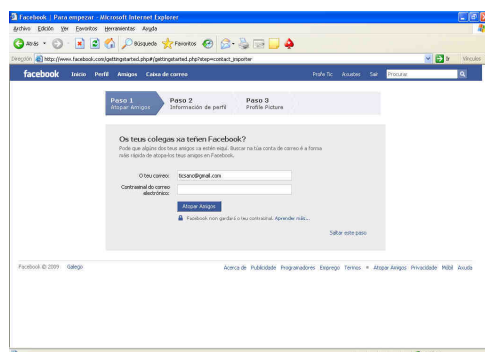 Facebook | Para empezar - Microsoft Internet Explorer
Archivo Edición Ver Favoritos Herramientas Ayuda
Atrás Búsqueda Favoritos
Dirección http://www.facebook.com/gettingstarted.php#/gettingstarted.php?step=contact_importer Ir Vínculos
facebook Inicio Perfil Amigos Caixa de correo Profe Tic Axustes Saír Procurar
Paso 1 Paso 2 Paso 3
Atopar Amigos Información de perfil Profile Picture
Os teus colegas xa teñen Facebook?
Pode que algúns dos teus amigos xa estén aquí. Buscar na túa conta de correo é a forma
máis rápida de atopa-los teus amigos en Facebook.
O teu correo: ticsano@gmail.com
Contrasinal do correo
electrónico:
Atopar Amigos
Facebook non gardará o teu contrasinal. Aprender máis...
Saltar este paso
Facebook © 2009 Galego Acerca de Publicidade Programadores Emprego Termos Atopar Amigos Privacidade Móbil Axuda